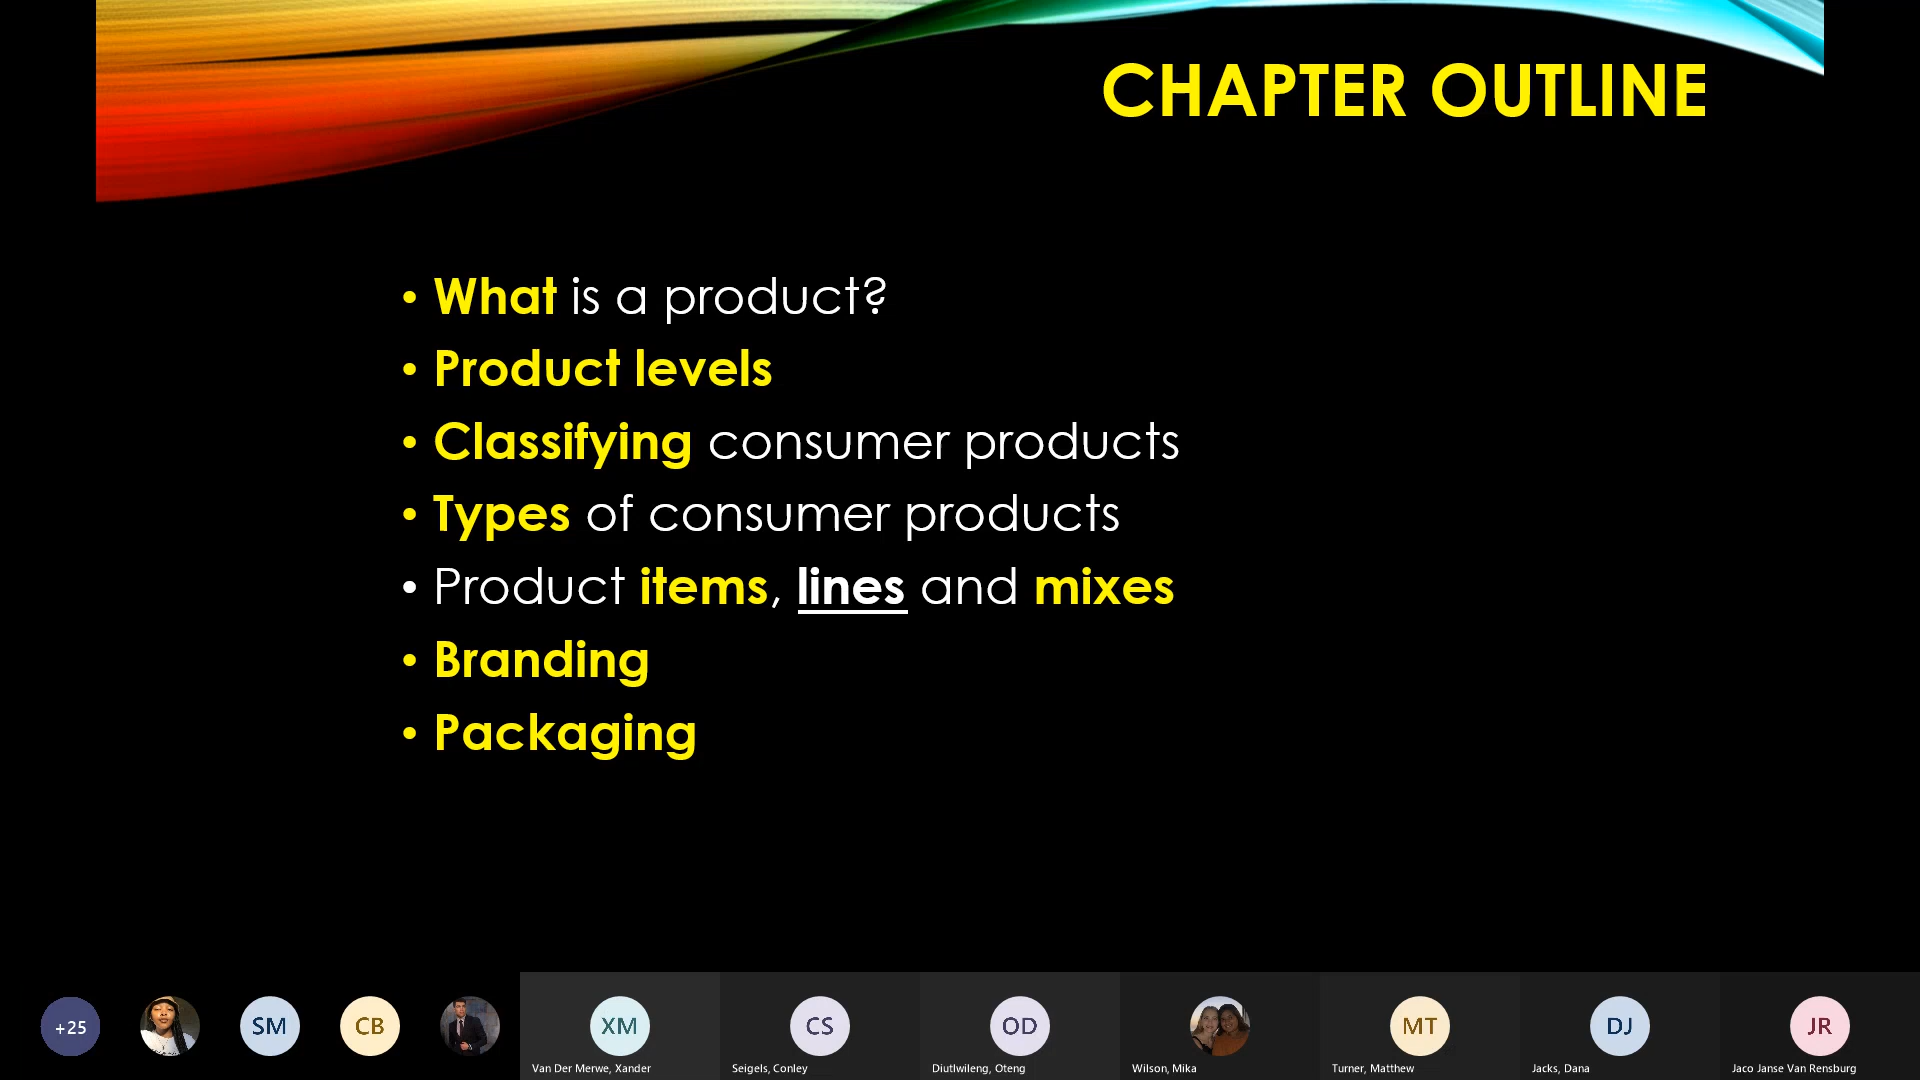 CHAPTER OUTLINE
• What is a product?
• Product levels
• Classifying consumer products
• Types of consumer products
• Product items, lines and mixes
• Branding
• Packaging
+25
SM
CB
XM
CS
OD
MT
DJ
JR
Van Der Merwe, Xander
Seigels, Conley
Diutlwileng, Oteng
Wilson, Mika
Turner, Matthew
Jacks, Dana
Jaco Janse Van Rensburg